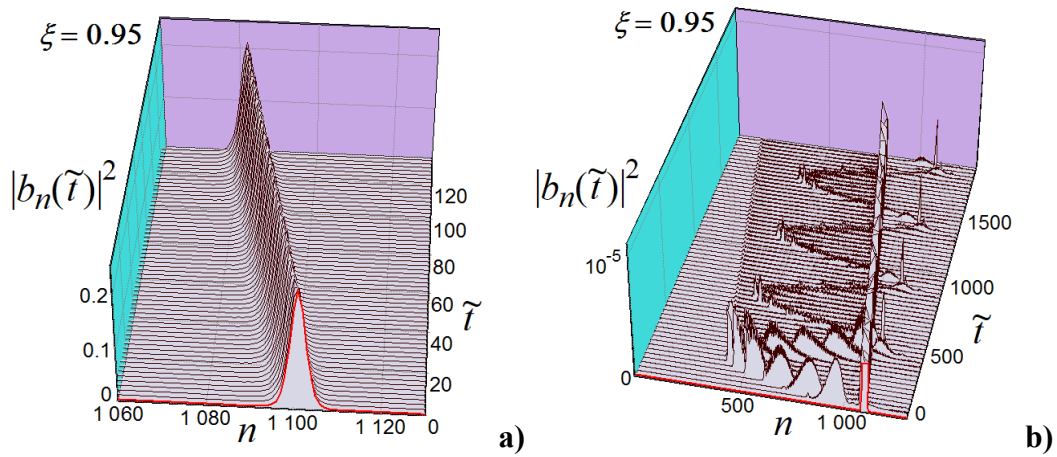 ξ = 0.95
|b_n(t̃)|²
0.2
0.1
0
1 060
1 080
1 100
1 120
n
0
20
40
60
80
100
120
t̃
a)
ξ = 0.95
|b_n(t̃)|²
10⁻⁵
0
500
1 000
n
0
500
1000
1500
t̃
b)